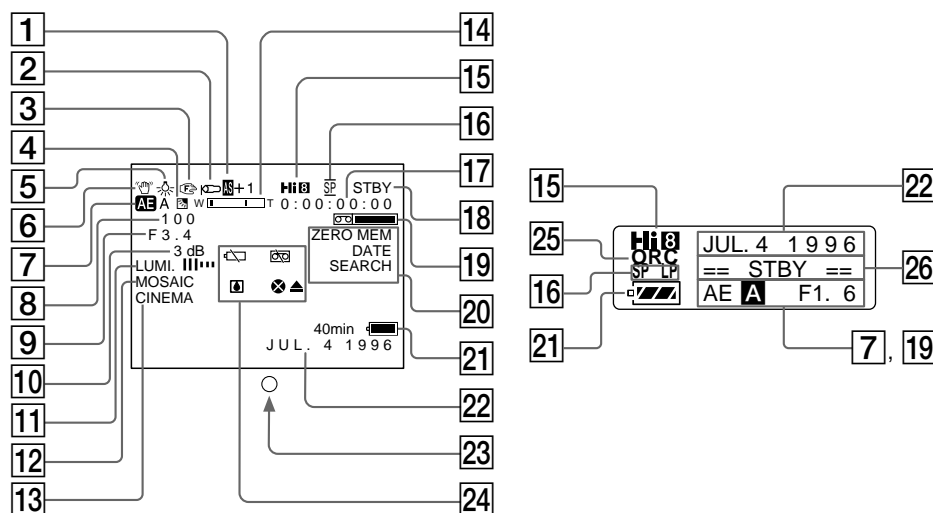 1
2
3
4
5
6
7
8
9
10
11
12
13
14
15
16
17
18
19
20
21
22
23
24
AS+1 Hi8 SP STBY
AE A W T 0:00:00:00
100
F3.4
3 dB
LUMI.
MOSAIC
CINEMA
ZERO MEM
DATE
SEARCH
40min
JUL. 4 1996
15
25
16
21
22
26
7, 19
Hi8
ORC
SP LP
JUL. 4 1996
== STBY ==
AE A F1. 6